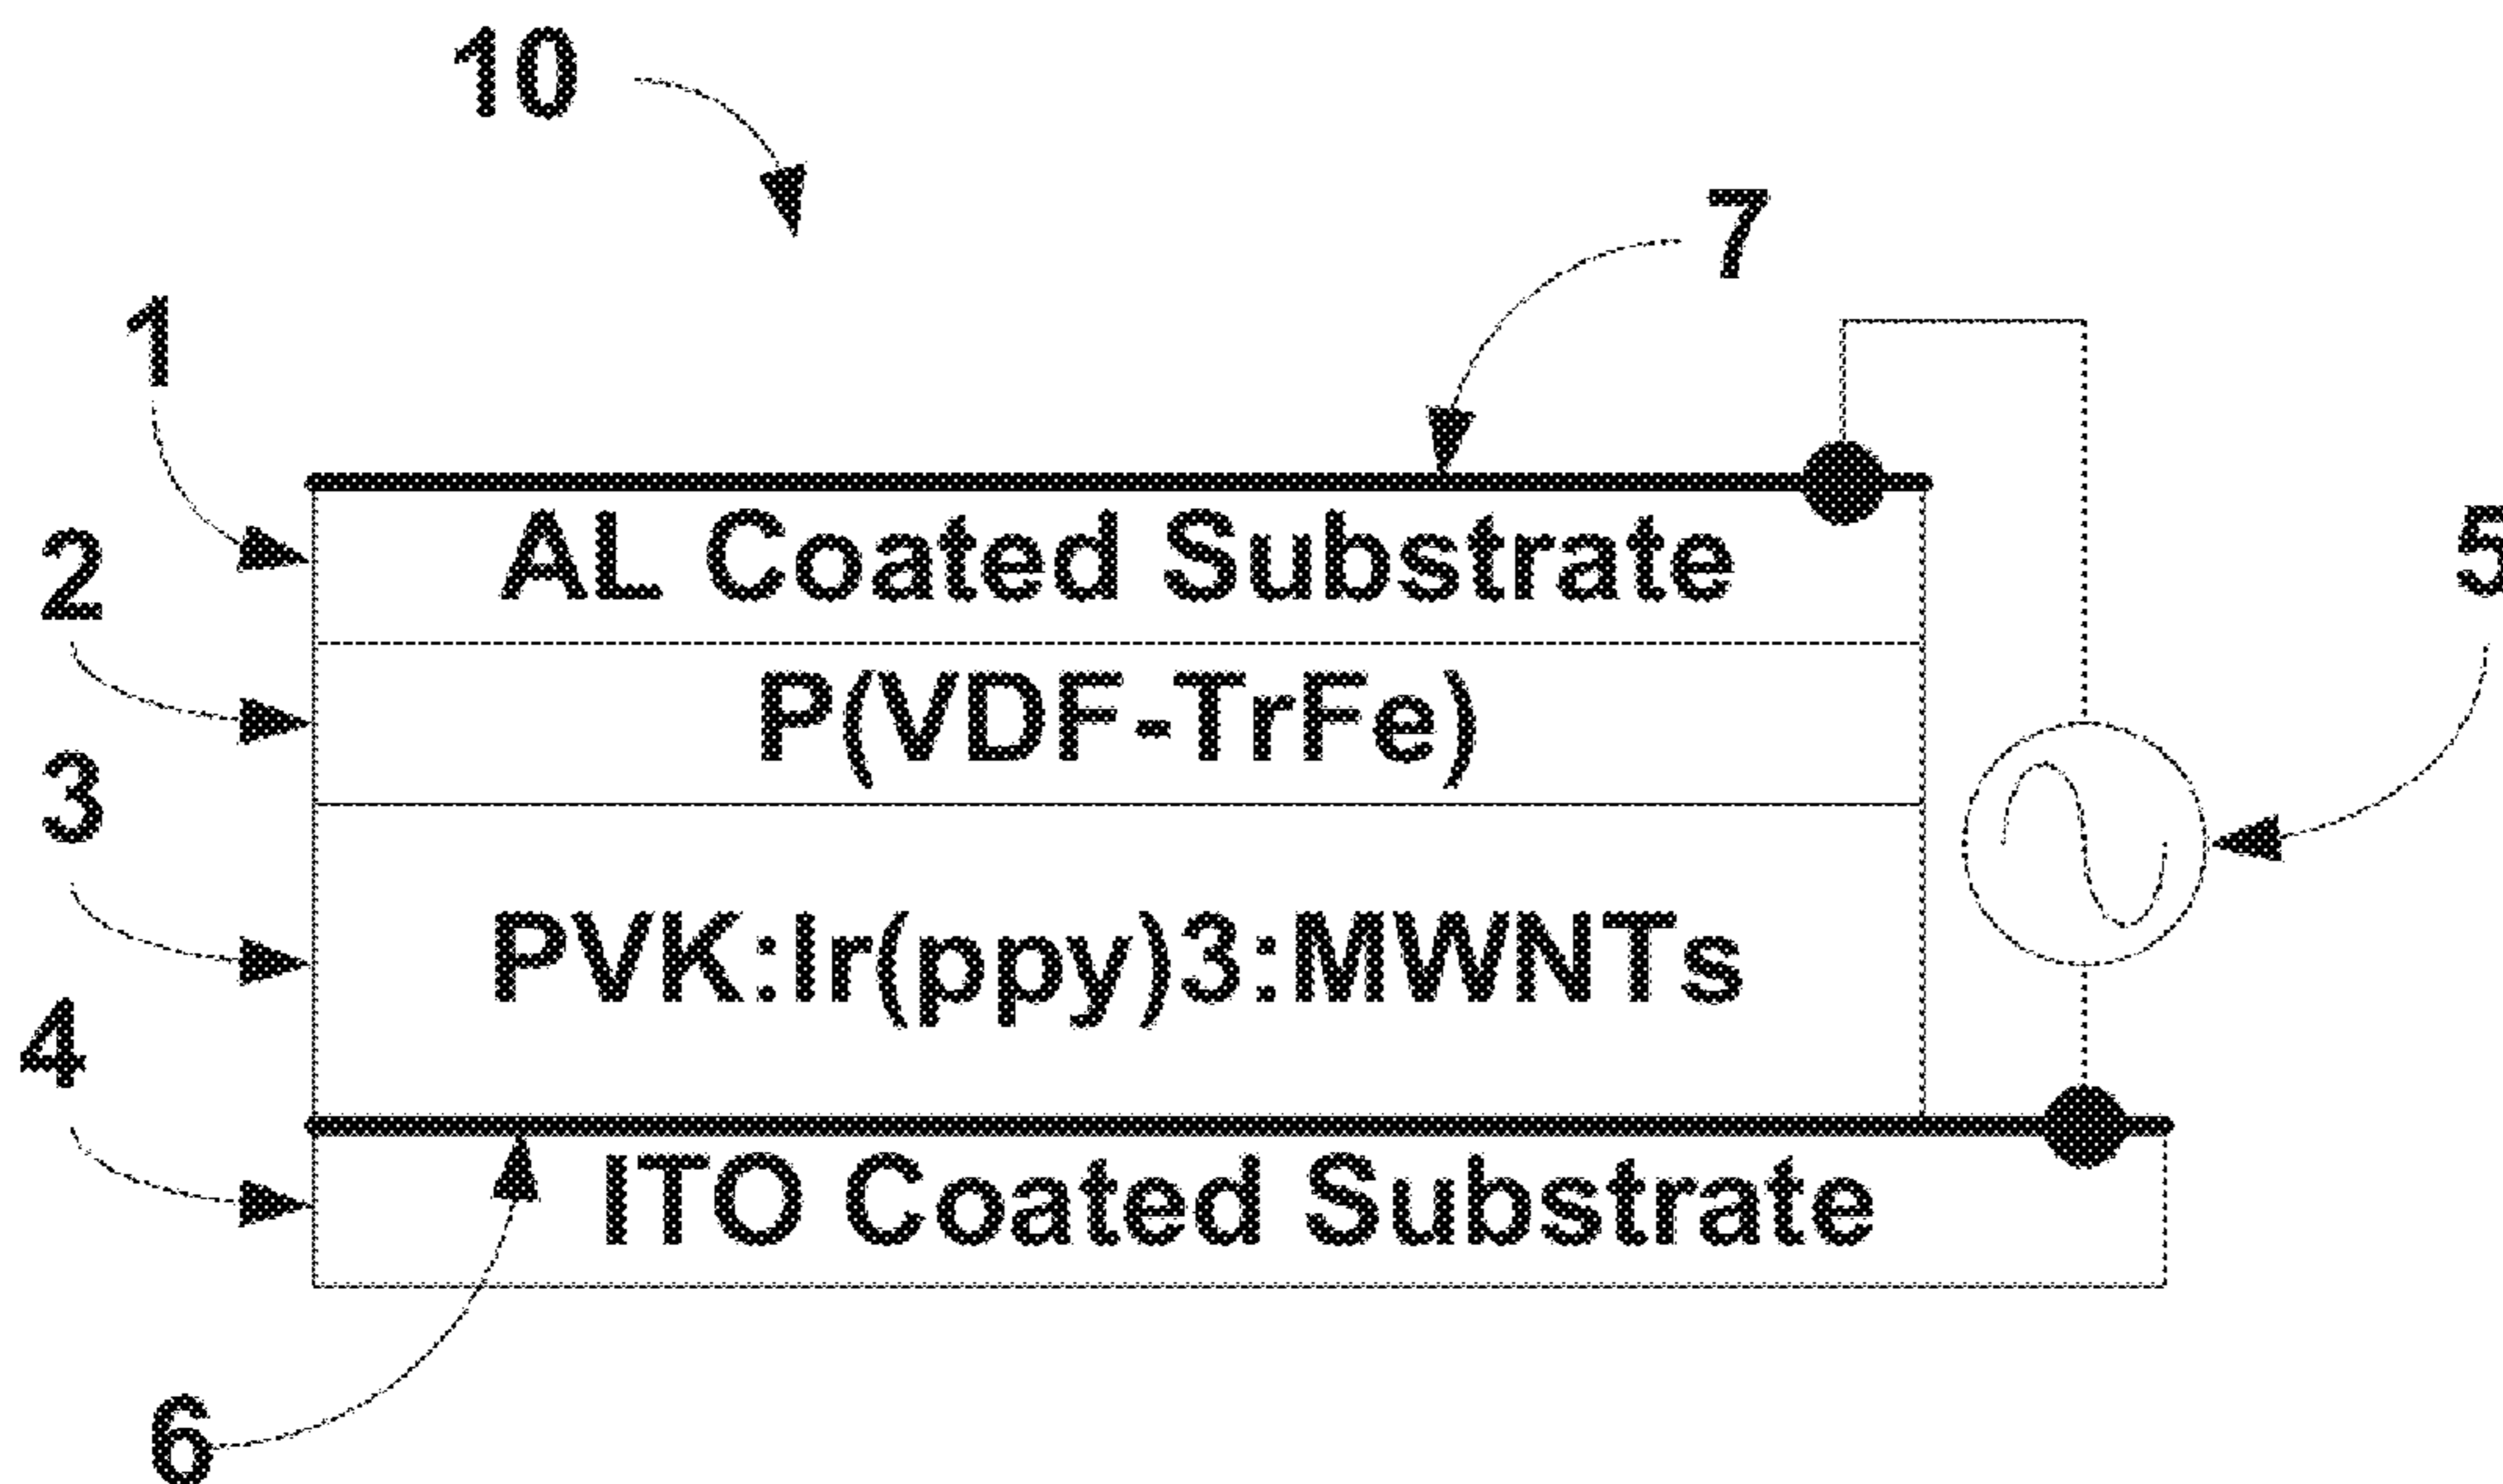 10
7
1
AL Coated Substrate
5
2
P(VDF-TrFe)
3
PVK:Ir(ppy)3:MWNTs
4
ITO Coated Substrate
6